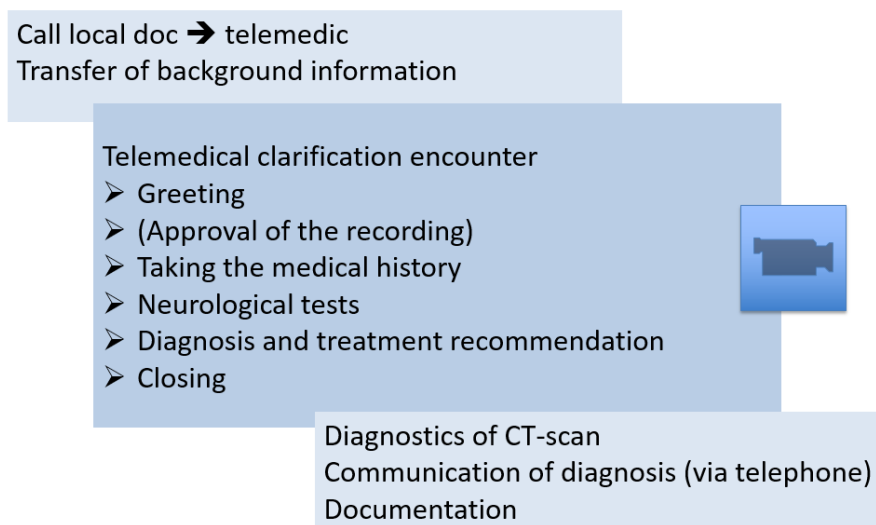 Call local doc ➔ telemedic
Transfer of background information
Telemedical clarification encounter
➢ Greeting
➢ (Approval of the recording)
➢ Taking the medical history
➢ Neurological tests
➢ Diagnosis and treatment recommendation
➢ Closing
Diagnostics of CT-scan
Communication of diagnosis (via telephone)
Documentation